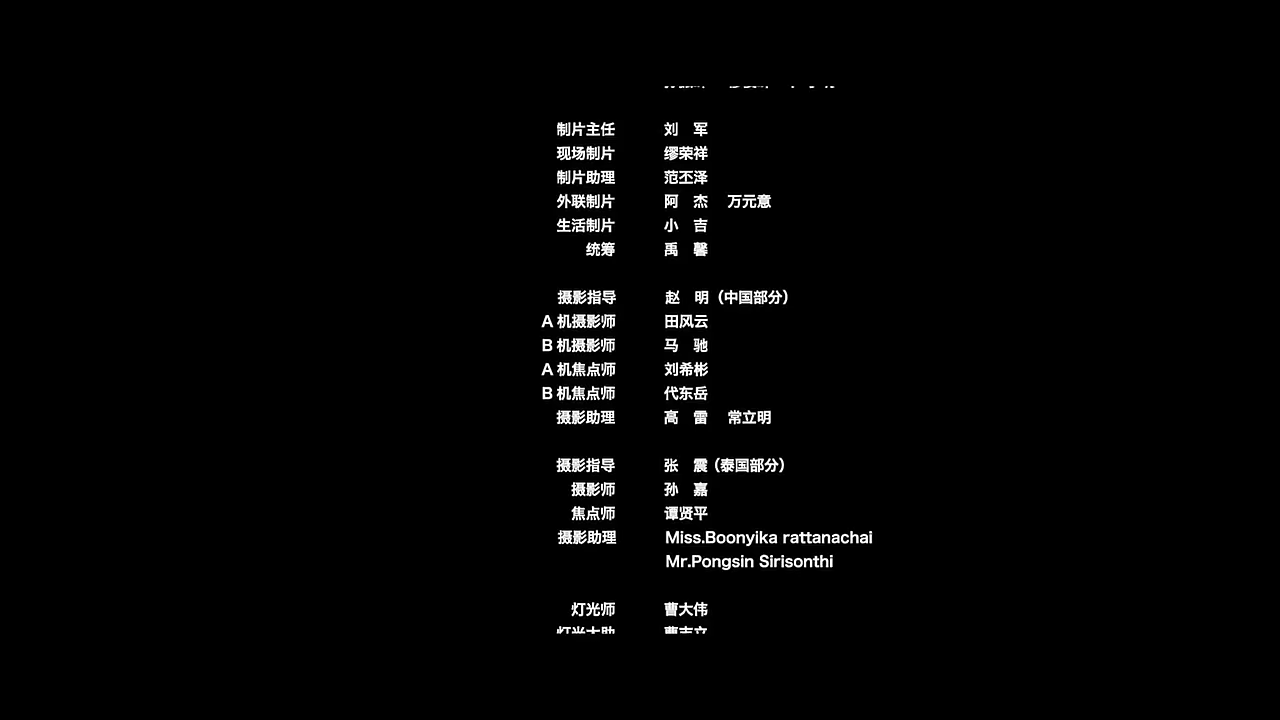 制片主任 刘 军
现场制片 缪荣祥
制片助理 范丕泽
外联制片 阿 杰 万元意
生活制片 小 吉
统筹 禹 馨
摄影指导 赵 明（中国部分）
A 机摄影师 田风云
B 机摄影师 马 驰
A 机焦点师 刘希彬
B 机焦点师 代东岳
摄影助理 高 雷 常立明
摄影指导 张 震（泰国部分）
摄影师 孙 嘉
焦点师 谭贤平
摄影助理 Miss.Boonyika rattanachai
Mr.Pongsin Sirisonthi
灯光师 曹大伟